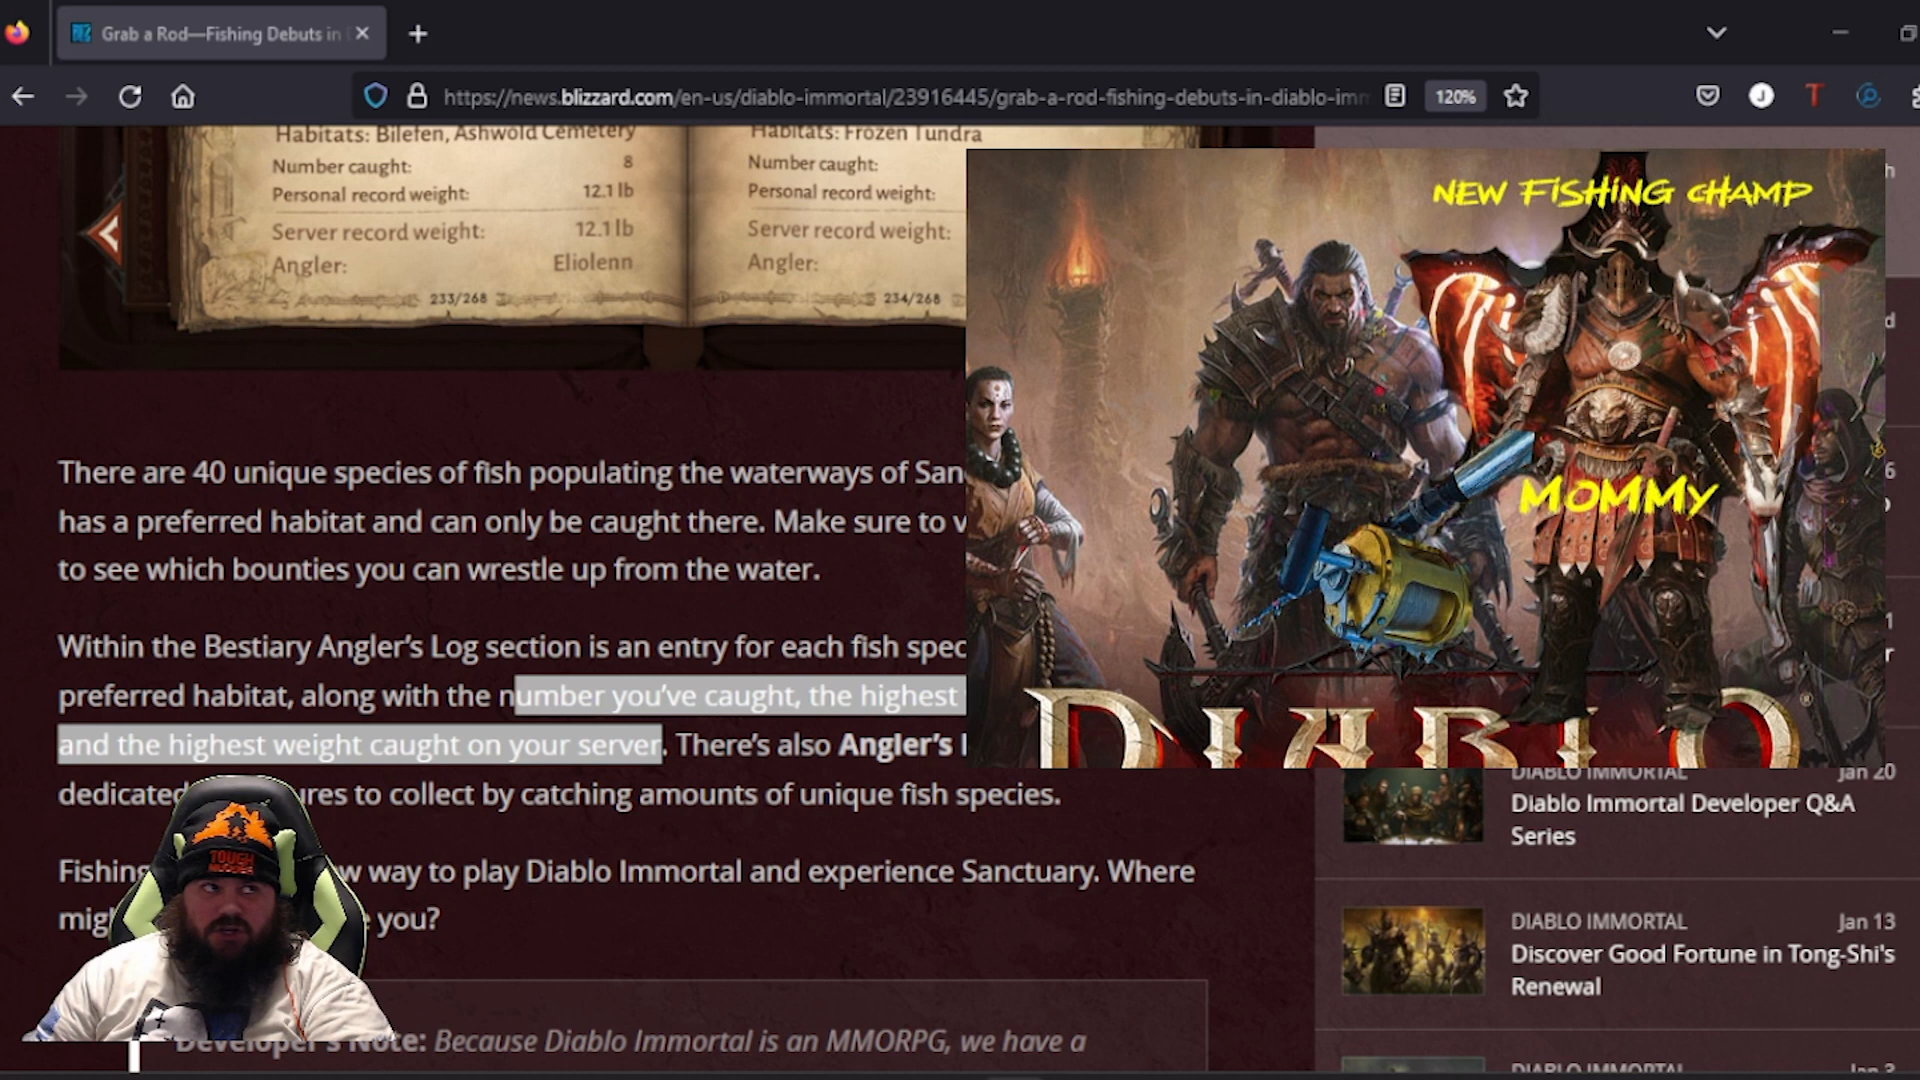 Grab a Rod—Fishing Debuts in
https://news.blizzard.com/en-us/diablo-immortal/23916445/grab-a-rod-fishing-debuts-in-diablo-imm
120%
Habitats: Bilefen, Ashwold Cemetery
Number caught: 8
Personal record weight: 12.1 lb
Server record weight: 12.1 lb
Angler: Eliolenn
233/268
Habitats: Frozen Tundra
Number caught:
Personal record weight:
Server record weight:
Angler:
234/268
NEW FISHING CHAMP
MOMMY
DIABLO
There are 40 unique species of fish populating the waterways of San
has a preferred habitat and can only be caught there. Make sure to v
to see which bounties you can wrestle up from the water.
Within the Bestiary Angler's Log section is an entry for each fish spec
preferred habitat, along with the number you've caught, the highest
and the highest weight caught on your server. There's also Angler's
dedicated res to collect by catching amounts of unique fish species.
Fishing w way to play Diablo Immortal and experience Sanctuary. Where
mig you?
TOUGH
Developer's Note: Because Diablo Immortal is an MMORPG, we have a
DIABLO IMMORTAL Jan 20
Diablo Immortal Developer Q&A
Series
DIABLO IMMORTAL Jan 13
Discover Good Fortune in Tong-Shi's
Renewal
DIABLO IMMORTAL Jan 3